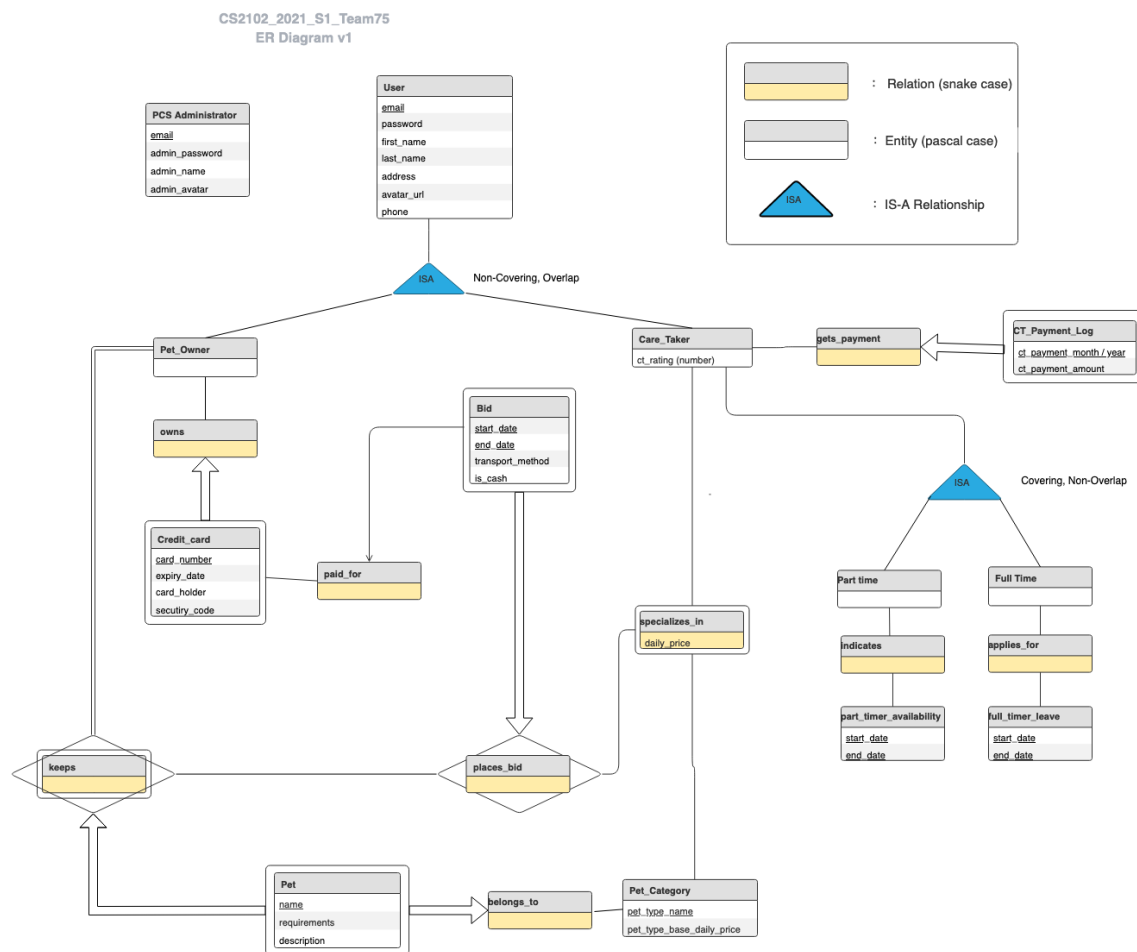 CS2102_2021_S1_Team75
ER Diagram v1
: Relation (snake case)
: Entity (pascal case)
ISA
: IS-A Relationship
PCS Administrator
email
admin_password
admin_name
admin_avatar
User
email
password
first_name
last_name
address
avatar_url
phone
ISA
Non-Covering, Overlap
Pet_Owner
Care_Taker
ct_rating (number)
gets_payment
CT_Payment_Log
ct_payment_month / year
ct_payment_amount
owns
Bid
start_date
end_date
transport_method
is_cash
ISA
Covering, Non-Overlap
Credit_card
card_number
expiry_date
card_holder
secutiry_code
paid_for
Part time
Full Time
specializes_in
daily_price
indicates
applies_for
part_timer_availability
start_date
end_date
full_timer_leave
start_date
end_date
keeps
places_bid
Pet
name
requirements
description
belongs_to
Pet_Category
pet_type_name
pet_type_base_daily_price